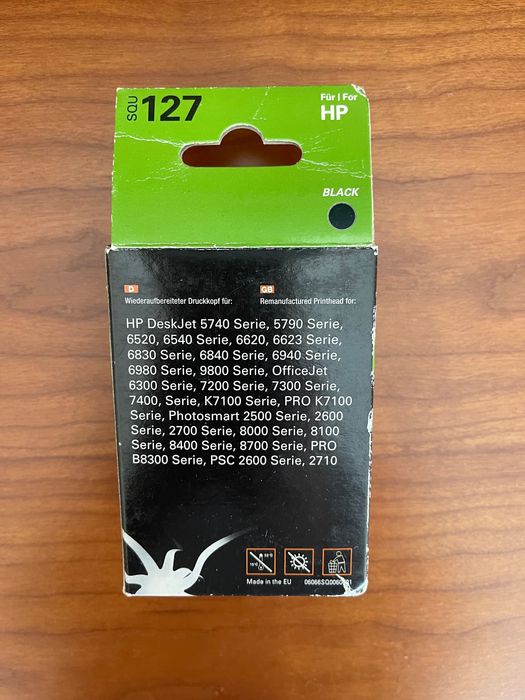 SQU 127
Für | For
HP
BLACK
D
Wiederaufbereiteter Druckkopf für:
GB
Remanufactured Printhead for:
HP DeskJet 5740 Serie, 5790 Serie,
6520, 6540 Serie, 6620, 6623 Serie,
6830 Serie, 6840 Serie, 6940 Serie,
6980 Serie, 9800 Serie, OfficeJet
6300 Serie, 7200 Serie, 7300 Serie,
7400, Serie, K7100 Serie, PRO K7100
Serie, Photosmart 2500 Serie, 2600
Serie, 2700 Serie, 8000 Serie, 8100
Serie, 8400 Serie, 8700 Serie, PRO
B8300 Serie, PSC 2600 Serie, 2710
Made in the EU